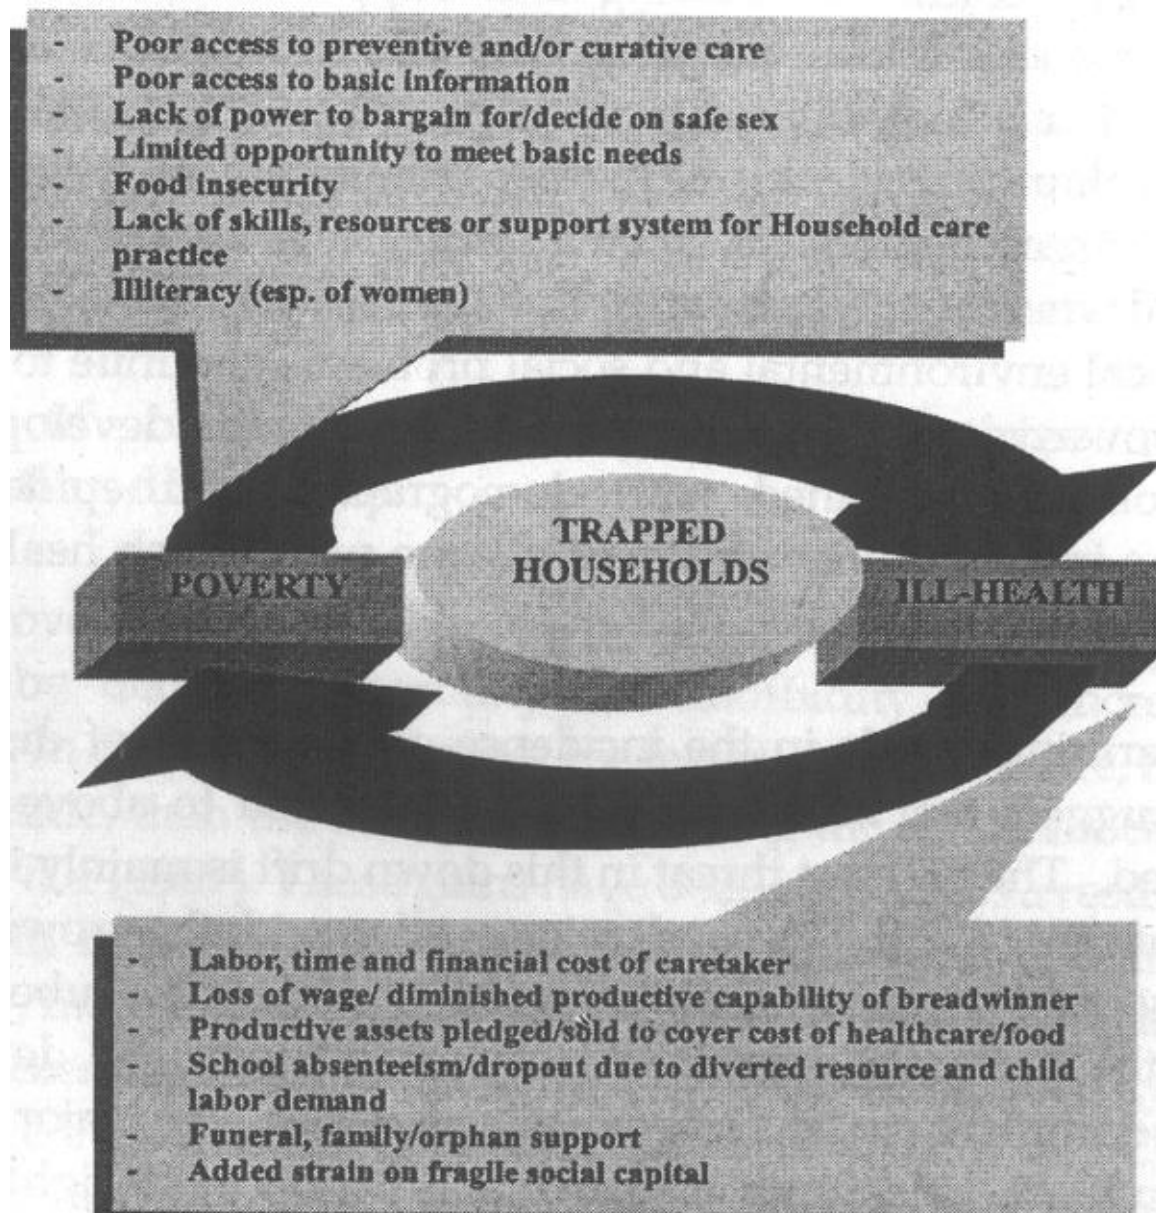 - Poor access to preventive and/or curative care
- Poor access to basic information
- Lack of power to bargain for/decide on safe sex
- Limited opportunity to meet basic needs
- Food insecurity
- Lack of skills, resources or support system for Household care
practice
- Illiteracy (esp. of women)
TRAPPED
HOUSEHOLDS
POVERTY
ILL-HEALTH
- Labor, time and financial cost of caretaker
- Loss of wage/ diminished productive capability of breadwinner
- Productive assets pledged/sold to cover cost of healthcare/food
- School absenteeism/dropout due to diverted resource and child
labor demand
- Funeral, family/orphan support
- Added strain on fragile social capital